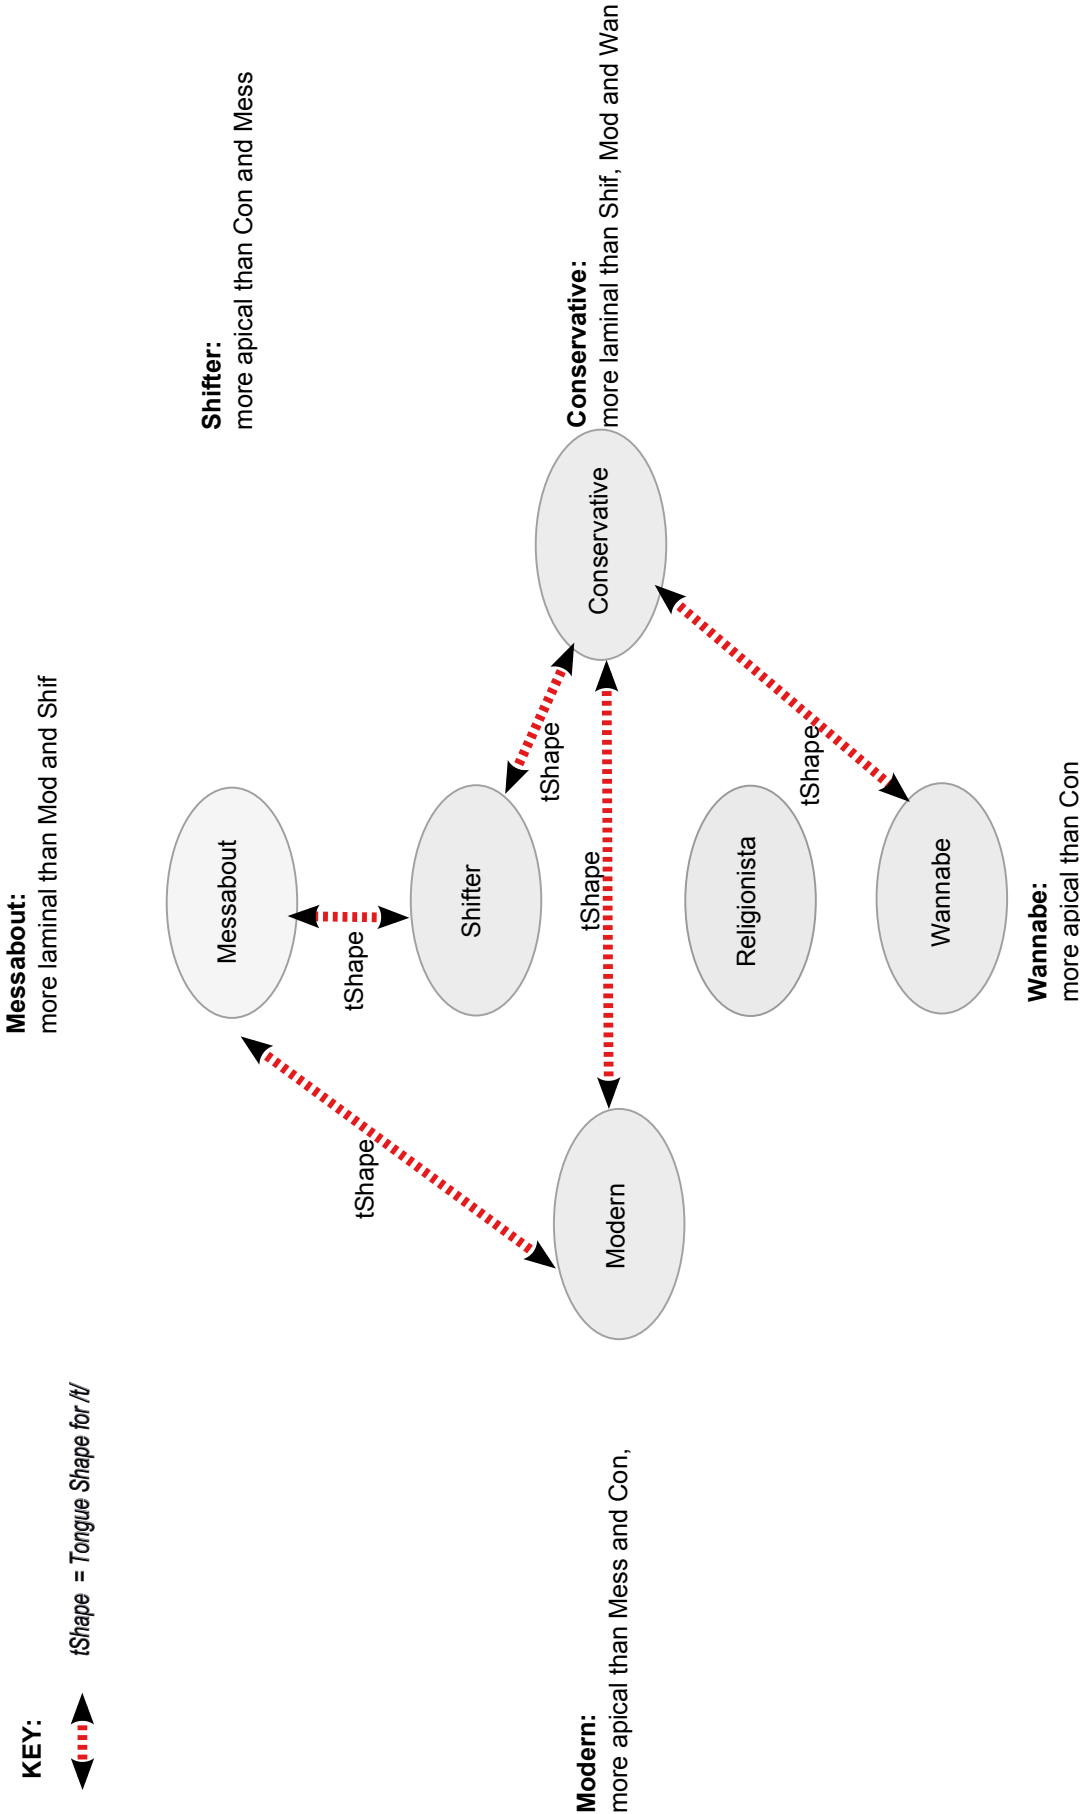 KEY:
tShape = Tongue Shape for /t/
Messabout:
more laminal than Mod and Shif
Shifter:
more apical than Con and Mess
Messabout
tShape
tShape
Shifter
tShape
Modern:
more apical than Mess and Con,
Modern
tShape
Conservative
Conservative:
more laminal than Shif, Mod and Wan
Religionista
tShape
Wannabe
Wannabe:
more apical than Con